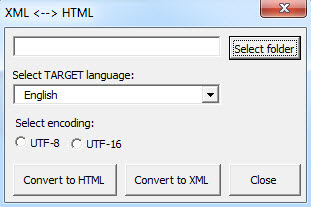 XML <--> HTML
Select folder
Select TARGET language:
English
Select encoding:
UTF-8 UTF-16
Convert to HTML Convert to XML Close